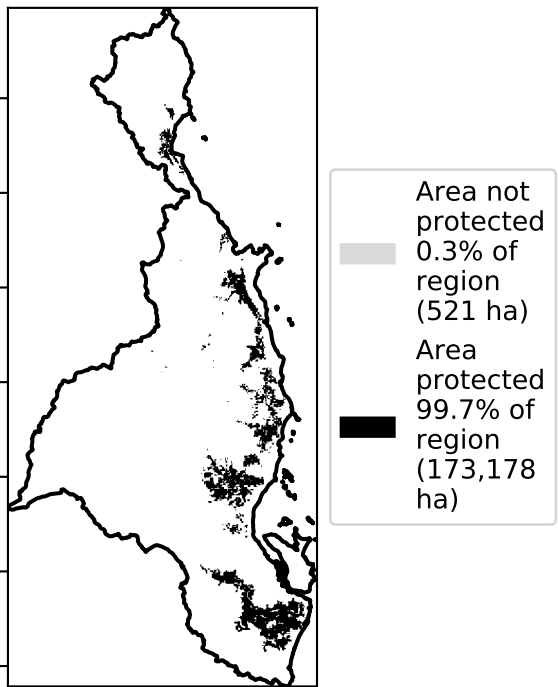 Area not
protected
0.3% of
region
(521 ha)
Area
protected
99.7% of
region
(173,178
ha)